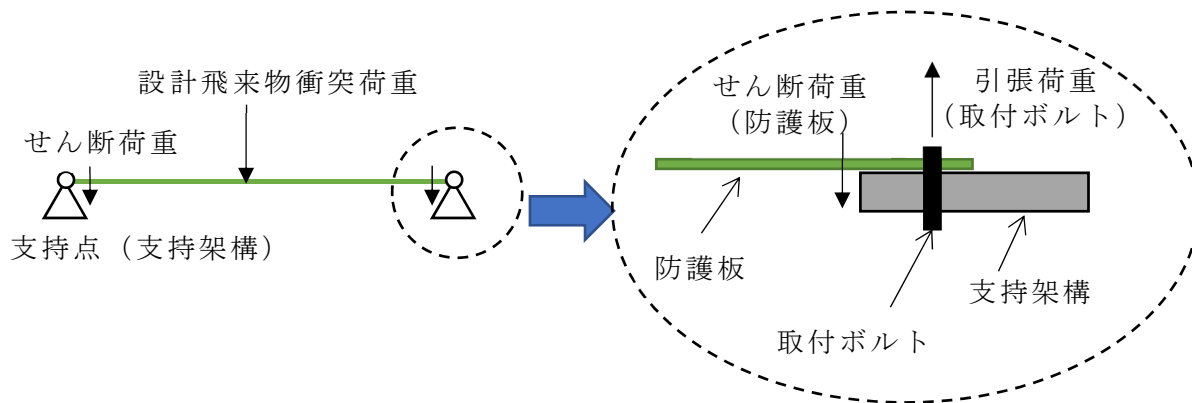 設計飛来物衝突荷重
せん断荷重
支持点（支持架構）
せん断荷重
（防護板）
引張荷重
（取付ボルト）
防護板
支持架構
取付ボルト